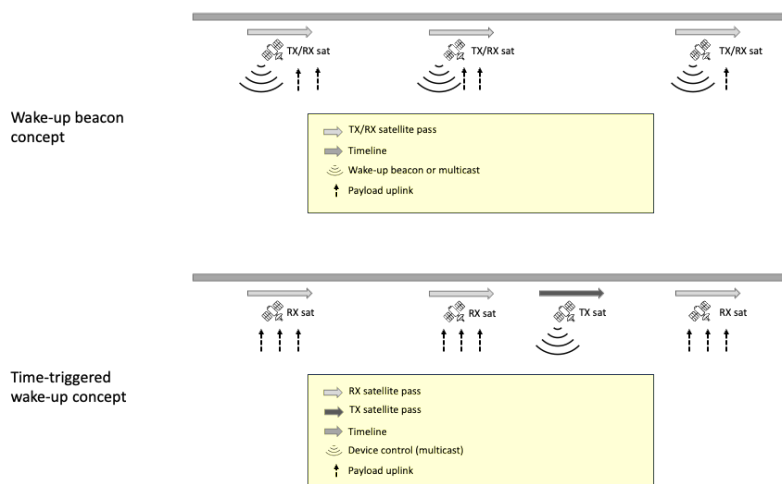 TX/RX sat
TX/RX sat
TX/RX sat
Wake-up beacon
concept
TX/RX satellite pass
Timeline
Wake-up beacon or multicast
Payload uplink
RX sat
RX sat
TX sat
RX sat
Time-triggered
wake-up concept
RX satellite pass
TX satellite pass
Timeline
Device control (multicast)
Payload uplink